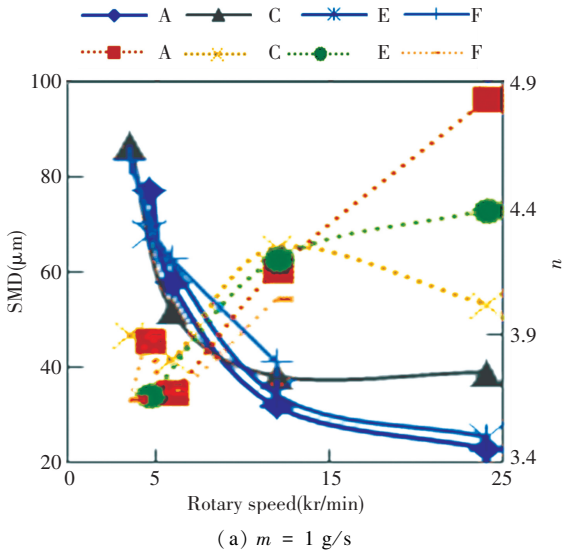 A C E F
A C E F
100 4.9
80
4.4
SMD(μm) 60 n
3.9
40
20 3.4
0 5 15 25
Rotary speed(kr/min)
(a) m = 1 g/s